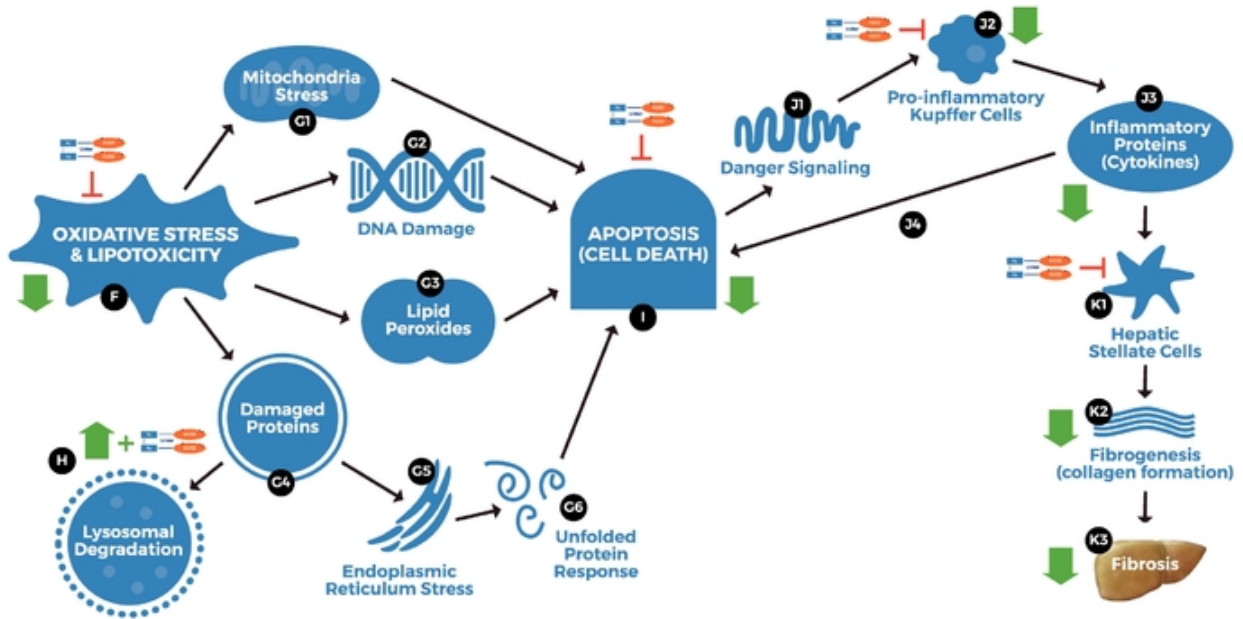 Mitochondria
Stress
G1
G2
DNA Damage
OXIDATIVE STRESS
& LIPOTOXICITY
F
G3
Lipid
Peroxides
Damaged
Proteins
G4
H
+
Lysosomal
Degradation
G5
Endoplasmic
Reticulum Stress
G6
Unfolded
Protein
Response
APOPTOSIS
(CELL DEATH)
I
J1
Danger Signaling
J2
Pro-inflammatory
Kupffer Cells
J3
Inflammatory
Proteins
(Cytokines)
J4
K1
Hepatic
Stellate Cells
K2
Fibrogenesis
(collagen formation)
K3
Fibrosis